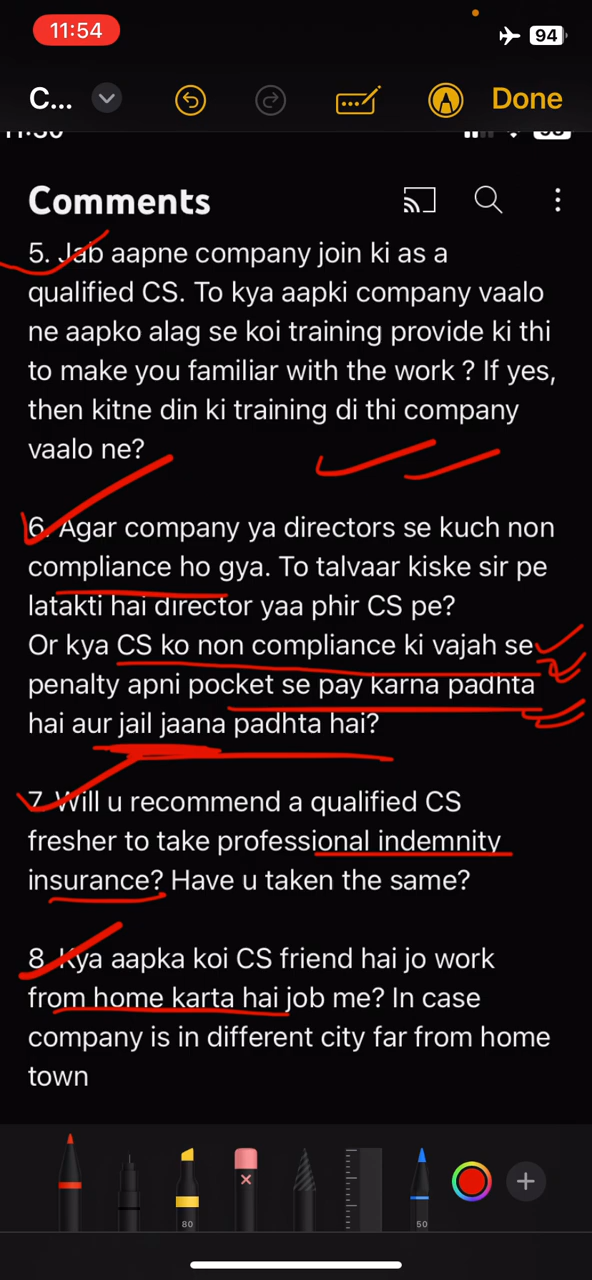 11:54
94
C...
Done
Comments
5. Jab aapne company join ki as a
qualified CS. To kya aapki company vaalo
ne aapko alag se koi training provide ki thi
to make you familiar with the work ? If yes,
then kitne din ki training di thi company
vaalo ne?
6. Agar company ya directors se kuch non
compliance ho gya. To talvaar kiske sir pe
latakti hai director yaa phir CS pe?
Or kya CS ko non compliance ki vajah se
penalty apni pocket se pay karna padhta
hai aur jail jaana padhta hai?
7. Will u recommend a qualified CS
fresher to take professional indemnity
insurance? Have u taken the same?
8. Kya aapka koi CS friend hai jo work
from home karta hai job me? In case
company is in different city far from home
town
80
50